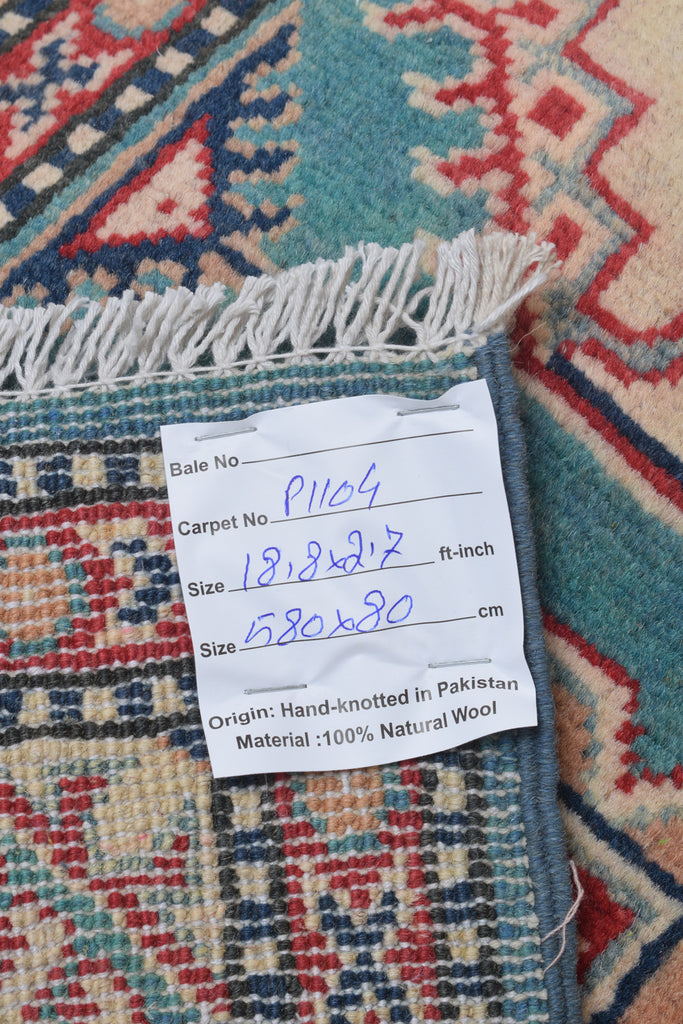 Bale No
Carpet No P1104
Size 18,8x2,7 ft-inch
Size 580x80 cm
Origin: Hand-knotted in Pakistan
Material :100% Natural Wool